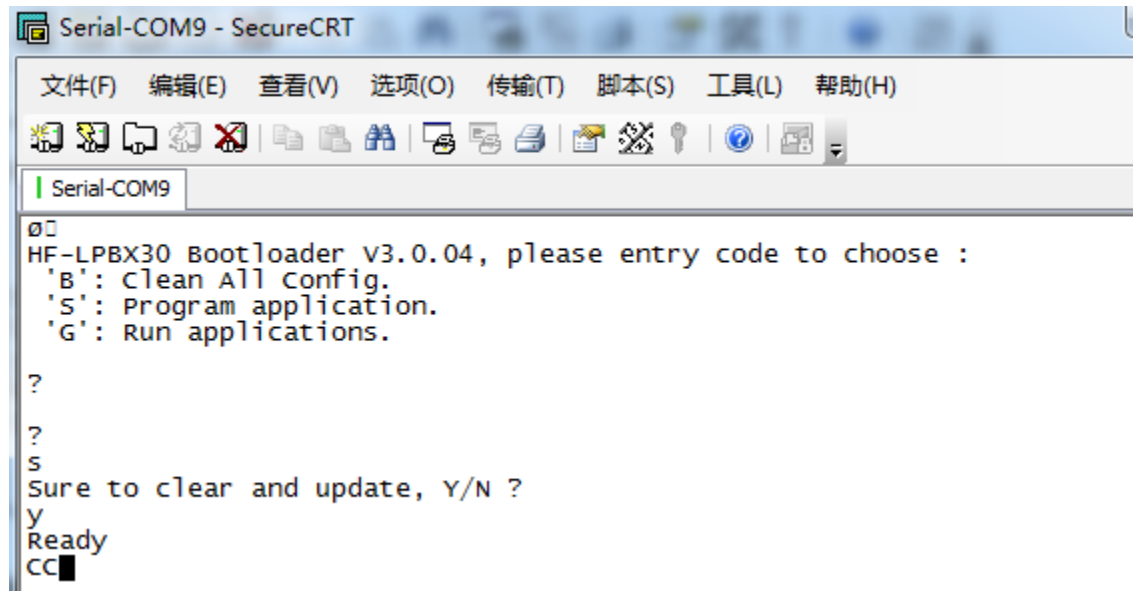 Serial-COM9 - SecureCRT
文件(F) 编辑(E) 查看(V) 选项(O) 传输(T) 脚本(S) 工具(L) 帮助(H)
Serial-COM9
HF-LPBX30 Bootloader V3.0.04, please entry code to choose :
'B': Clean All Config.
'S': Program application.
'G': Run applications.
?
?
s
Sure to clear and update, Y/N ?
y
Ready
CC